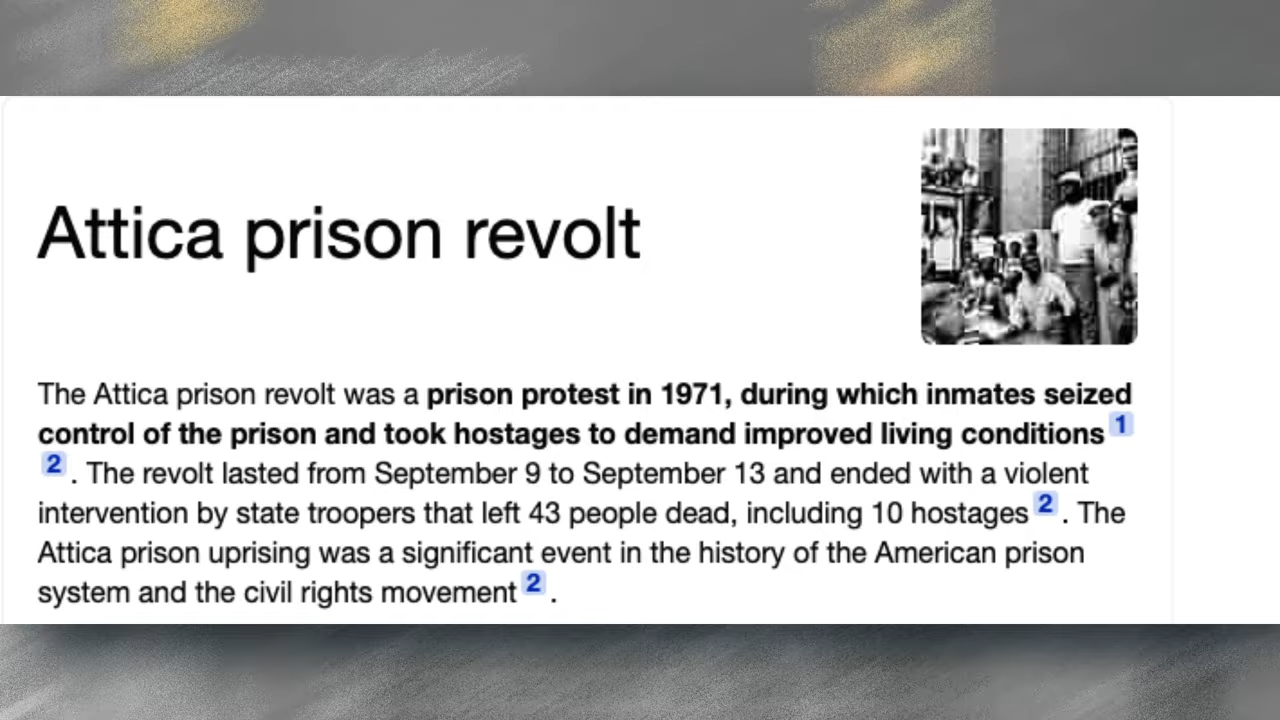 Attica prison revolt
The Attica prison revolt was a prison protest in 1971, during which inmates seized
control of the prison and took hostages to demand improved living conditions 1
2 . The revolt lasted from September 9 to September 13 and ended with a violent
intervention by state troopers that left 43 people dead, including 10 hostages 2 . The
Attica prison uprising was a significant event in the history of the American prison
system and the civil rights movement 2 .